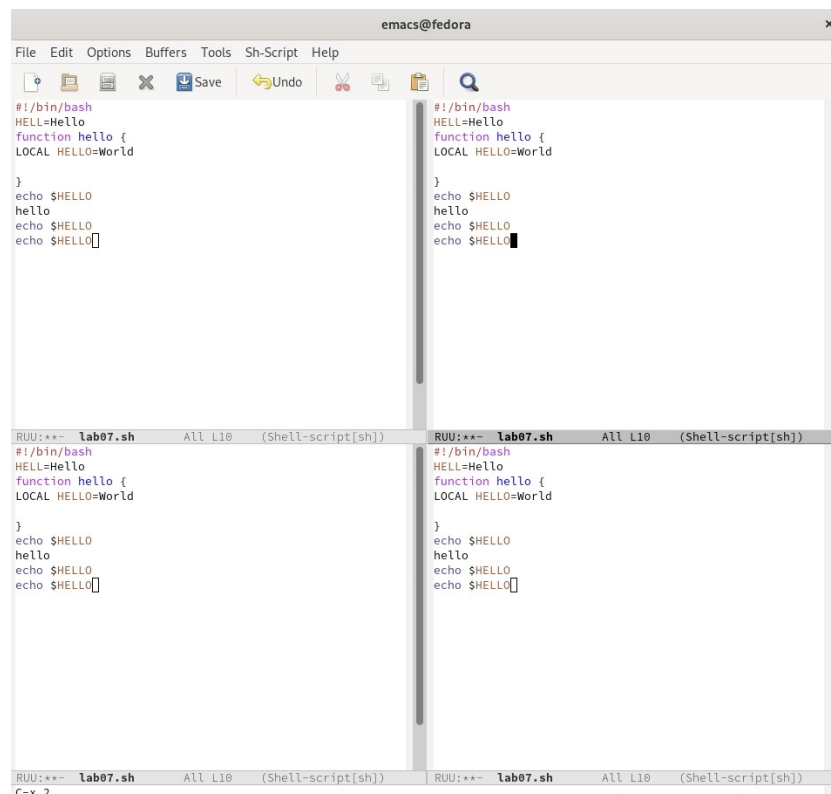 emacs@fedora
File Edit Options Buffers Tools Sh-Script Help
Save Undo
#!/bin/bash
HELL=Hello
function hello {
LOCAL HELLO=World
}
echo $HELLO
hello
echo $HELLO
echo $HELLO
RUU:**- lab07.sh All L10 (Shell-script[sh])
#!/bin/bash
HELL=Hello
function hello {
LOCAL HELLO=World
}
echo $HELLO
hello
echo $HELLO
echo $HELLO
RUU:**- lab07.sh All L10 (Shell-script[sh])
#!/bin/bash
HELL=Hello
function hello {
LOCAL HELLO=World
}
echo $HELLO
hello
echo $HELLO
echo $HELLO
RUU:**- lab07.sh All L10 (Shell-script[sh])
#!/bin/bash
HELL=Hello
function hello {
LOCAL HELLO=World
}
echo $HELLO
hello
echo $HELLO
echo $HELLO
RUU:**- lab07.sh All L10 (Shell-script[sh])
C-x 2